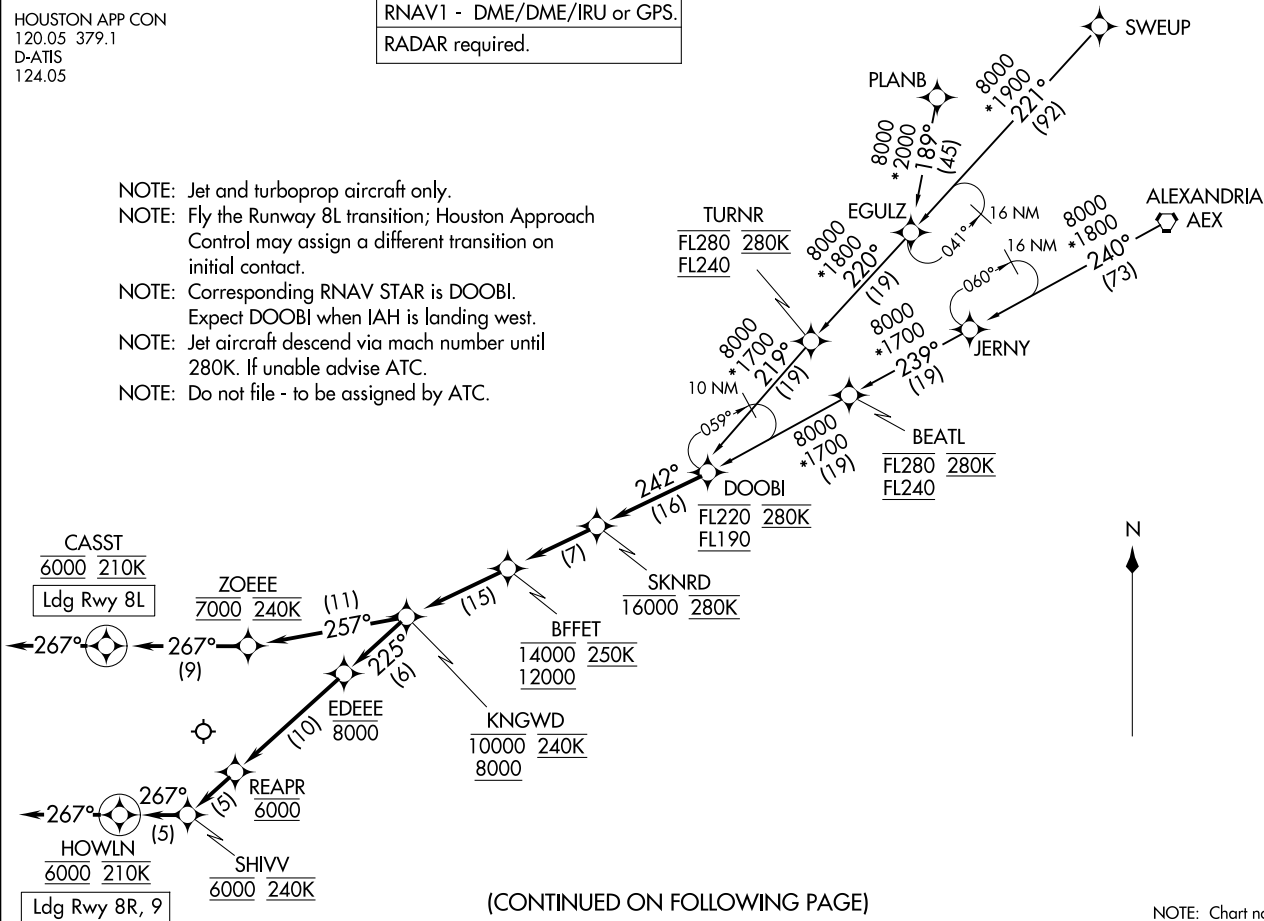 HOUSTON APP CON
120.05 379.1
D-ATIS
124.05
RNAV1 - DME/DME/IRU or GPS.
RADAR required.
NOTE: Jet and turboprop aircraft only.
NOTE: Fly the Runway 8L transition; Houston Approach
Control may assign a different transition on
initial contact.
NOTE: Corresponding RNAV STAR is DOOBI.
Expect DOOBI when IAH is landing west.
NOTE: Jet aircraft descend via mach number until
280K. If unable advise ATC.
NOTE: Do not file - to be assigned by ATC.
SWEUP
8000
*1900
221°
(92)
PLANB
8000
*2000
189°
(45)
EGULZ
041°
16 NM
ALEXANDRIA
AEX
8000
*1800
240°
(73)
060°
16 NM
JERNY
TURNR
FL280 280K
FL240
8000
*1800
220°
(19)
8000
*1700
239°
(19)
8000
*1700
219°
(19)
10 NM
059°
BEATL
FL280 280K
FL240
8000
*1700
(19)
DOOBI
FL220 280K
FL190
242°
(16)
SKNRD
16000 280K
(7)
BFFET
14000 250K
12000
(15)
KNGWD
10000 240K
8000
CASST
6000 210K
Ldg Rwy 8L
ZOEEE
7000 240K
(11)
257°
267°
267°
(9)
225°
(6)
EDEEE
8000
(10)
REAPR
6000
(5)
267°
267°
(5)
HOWLN
6000 210K
Ldg Rwy 8R, 9
SHIVV
6000 240K
N
(CONTINUED ON FOLLOWING PAGE)
NOTE: Chart no